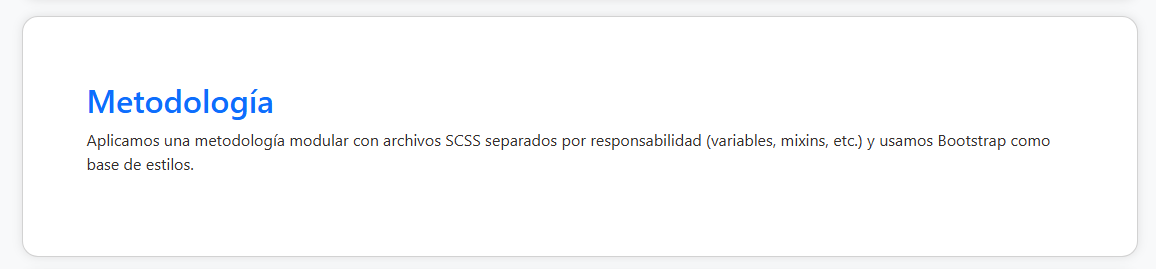 Metodología
Aplicamos una metodología modular con archivos SCSS separados por responsabilidad (variables, mixins, etc.) y usamos Bootstrap como
base de estilos.